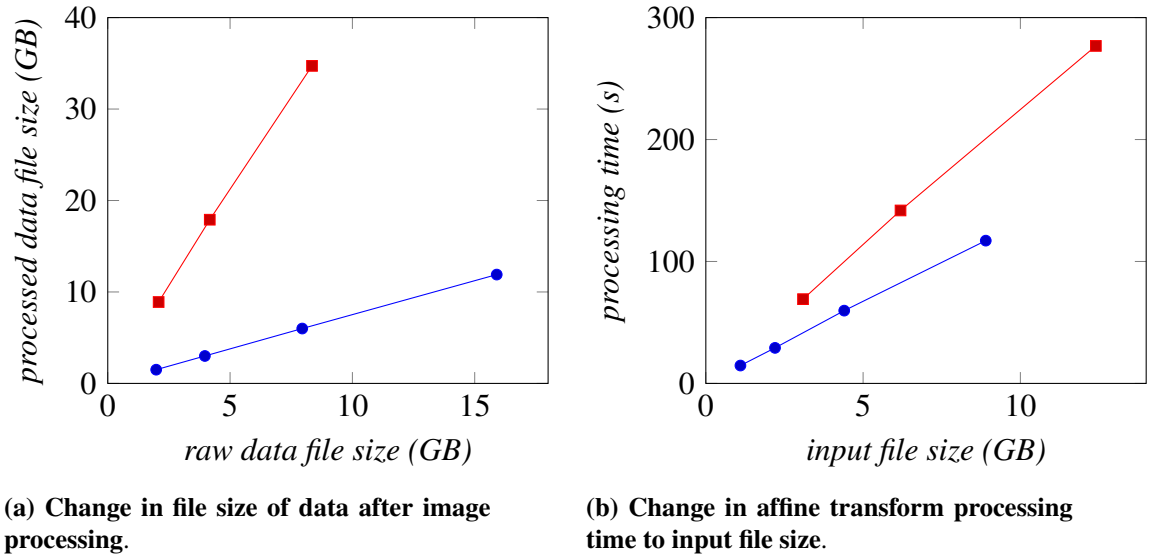 40
30
20
10
0
0
5
10
15
processed data file size (GB)
raw data file size (GB)
(a) Change in file size of data after image
processing.
300
200
100
0
0
5
10
processing time (s)
input file size (GB)
(b) Change in affine transform processing
time to input file size.